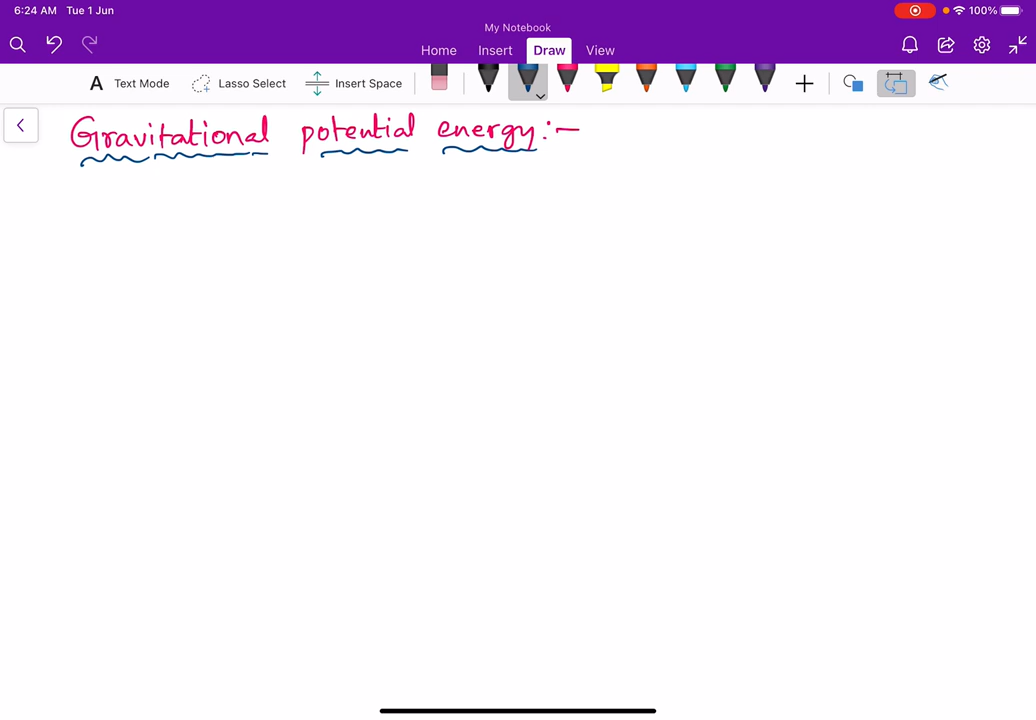 6:24 AM Tue 1 Jun
100%
My Notebook
Home Insert Draw View
A Text Mode Lasso Select Insert Space
Gravitational potential energy:-